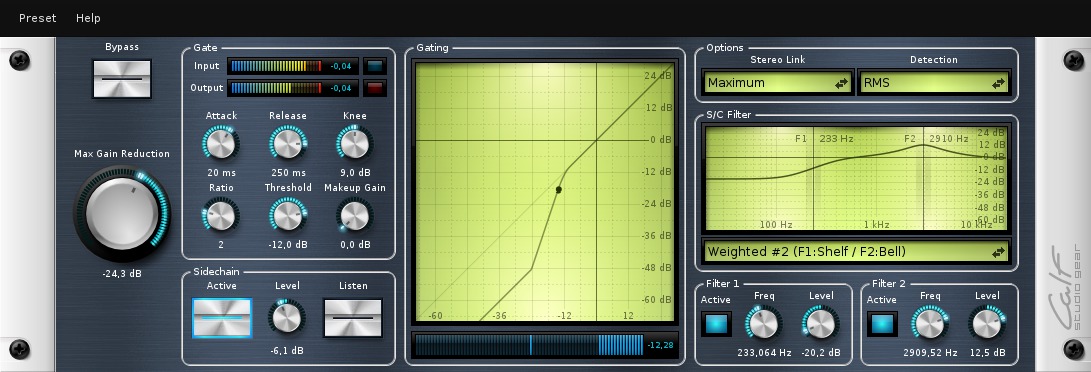 Preset Help
Bypass
Max Gain Reduction
-24,3 dB
Gate
Input -0,04
Output -0,04
Attack Release Knee
20 ms 250 ms 9,0 dB
Ratio Threshold Makeup Gain
2 -12,0 dB 0,0 dB
Sidechain
Active Level Listen
-6,1 dB
Gating
24 dB
12 dB
0 dB
-12 dB
-24 dB
-36 dB
-48 dB
-60 dB
-60 -36 -12 12
-12,28
Options
Stereo Link Detection
Maximum RMS
S/C Filter
F1 233 Hz F2 2910 Hz
24 dB
12 dB
0 dB
-12 dB
-24 dB
-36 dB
-48 dB
-60 dB
100 Hz 1 kHz 10 kHz
Weighted #2 (F1:Shelf / F2:Bell)
Filter 1
Active Freq Level
233,064 Hz -20,2 dB
Filter 2
Active Freq Level
2909,52 Hz 12,5 dB
Calf
studio gear